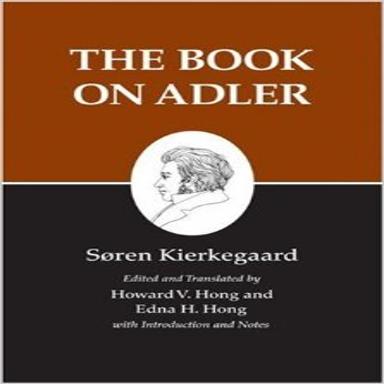 THE BOOK
ON ADLER
Søren Kierkegaard
Edited and Translated by
Howard V. Hong and
Edna H. Hong
with Introduction and Notes